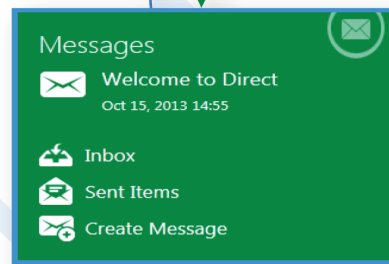 Messages
Welcome to Direct
Oct 15, 2013 14:55
Inbox
Sent Items
Create Message